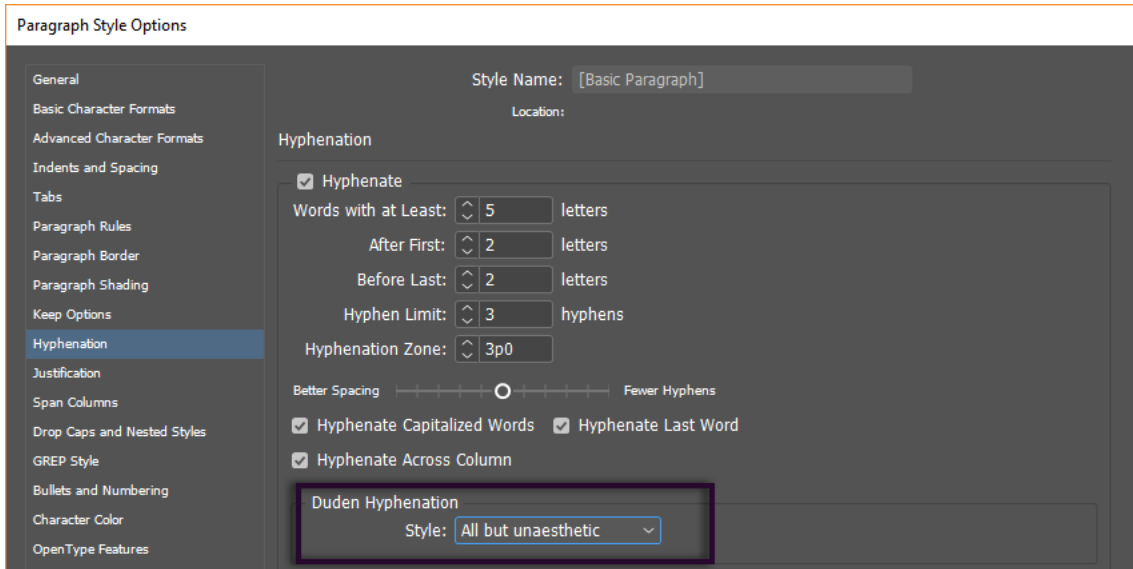 Paragraph Style Options
General
Basic Character Formats
Advanced Character Formats
Indents and Spacing
Tabs
Paragraph Rules
Paragraph Border
Paragraph Shading
Keep Options
Hyphenation
Justification
Span Columns
Drop Caps and Nested Styles
GREP Style
Bullets and Numbering
Character Color
OpenType Features
Style Name: [Basic Paragraph]
Location:
Hyphenation
Hyphenate
Words with at Least: 5 letters
After First: 2 letters
Before Last: 2 letters
Hyphen Limit: 3 hyphens
Hyphenation Zone: 3p0
Better Spacing Fewer Hyphens
Hyphenate Capitalized Words Hyphenate Last Word
Hyphenate Across Column
Duden Hyphenation
Style: All but unaesthetic